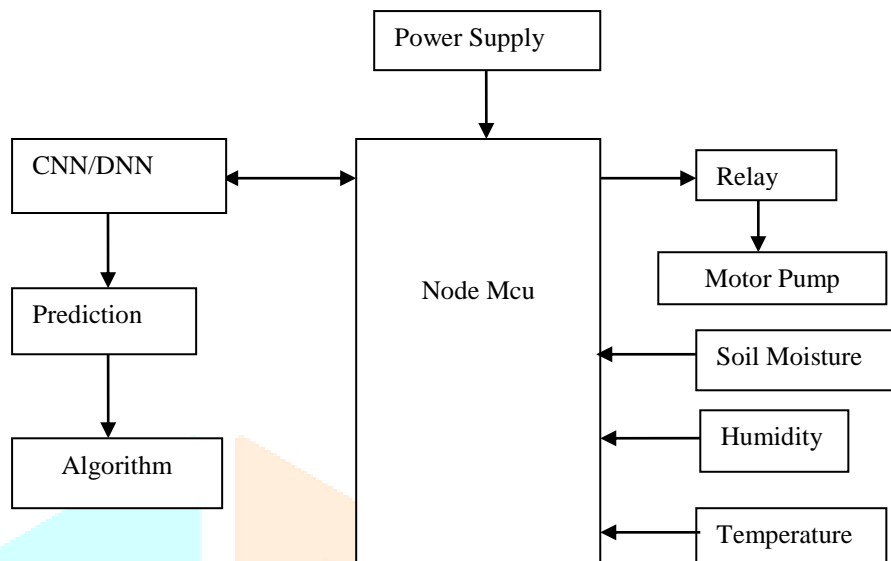 Power Supply
CNN/DNN
Relay
Motor Pump
Node Mcu
Prediction
Soil Moisture
Humidity
Algorithm
Temperature